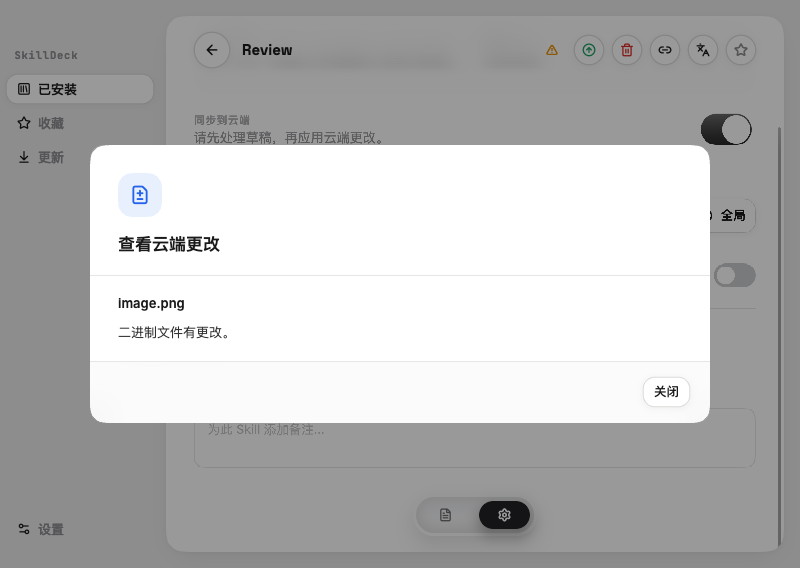 SkillDeck
已安装
收藏
更新
设置
Review
同步到云端
请先处理草稿，再应用云端更改。
全局
查看云端更改
image.png
二进制文件有更改。
关闭
为此 Skill 添加备注...